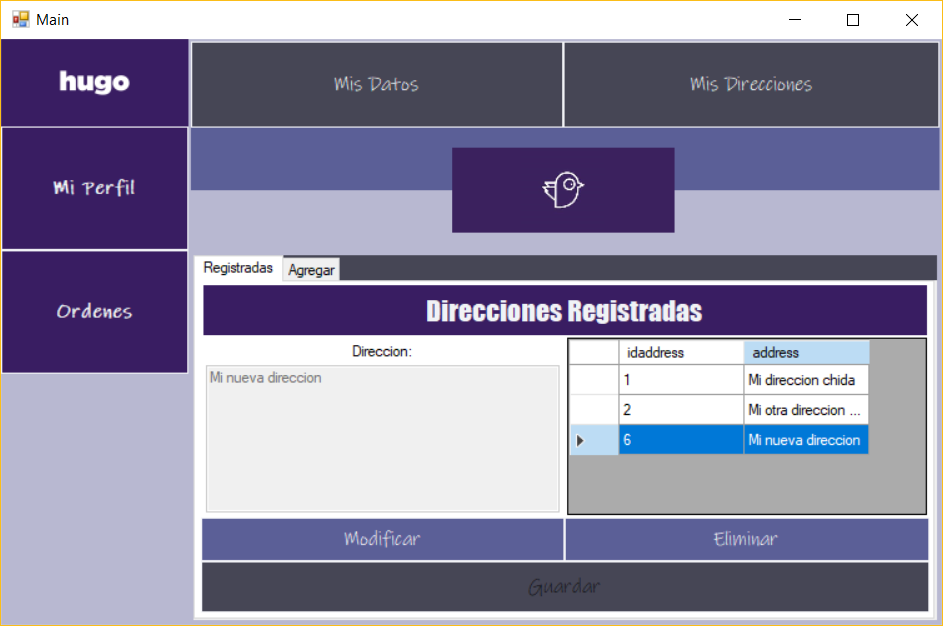 Main
hugo
Mis Datos
Mis Direcciones
Mi Perfil
Ordenes
Registradas
Agregar
Direcciones Registradas
Direccion:
Mi nueva direccion
idaddress address
1 Mi direccion chida
2 Mi otra direccion ...
6 Mi nueva direccion
Modificar
Eliminar
Guardar